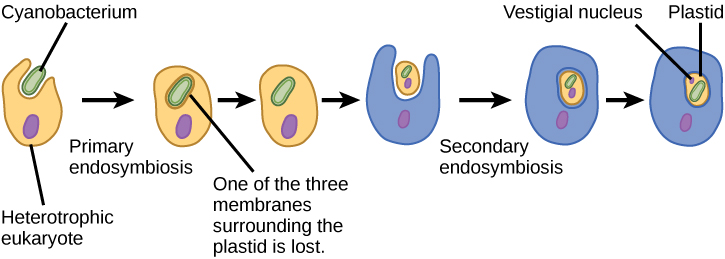 Cyanobacterium
Vestigial nucleus
Plastid
Primary
endosymbiosis
Secondary
endosymbiosis
One of the three
membranes
surrounding the
plastid is lost.
Heterotrophic
eukaryote